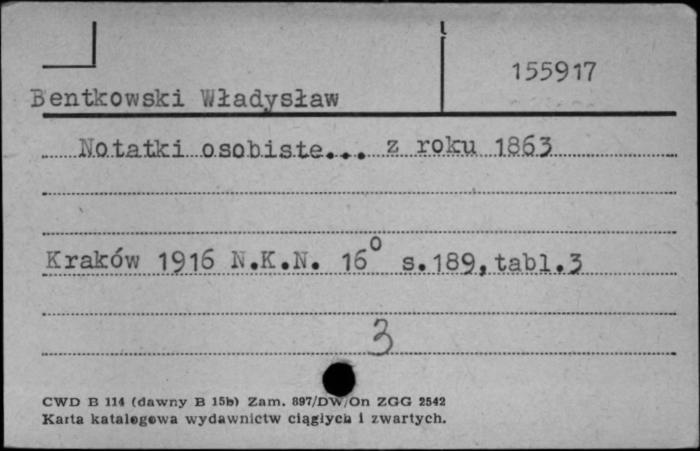 155917
Bentkowski Władysław
Notatki osobiste... z roku 1863
Kraków 1916 N.K.N. 16° s.189,tabl.3
3
CWD B 114 (dawny B 15b) Zam. 897/DW/On ZGG 2542
Karta katalogowa wydawnictw ciągłych i zwartych.